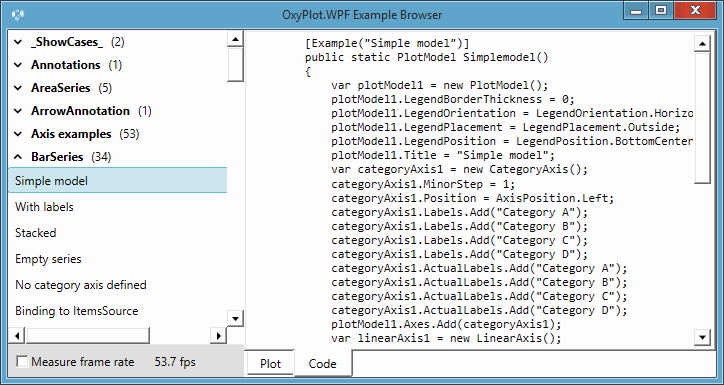 OxyPlot.WPF Example Browser
_ShowCases_ (2)
Annotations (1)
AreaSeries (5)
ArrowAnnotation (1)
Axis examples (53)
BarSeries (34)
Simple model
With labels
Stacked
Empty series
No category axis defined
Binding to ItemsSource
Measure frame rate 53.7 fps
[Example("Simple model")]
public static PlotModel Simplemodel()
{
var plotModel1 = new PlotModel();
plotModel1.LegendBorderThickness = 0;
plotModel1.LegendOrientation = LegendOrientation.Horizo
plotModel1.LegendPlacement = LegendPlacement.Outside;
plotModel1.LegendPosition = LegendPosition.BottomCenter
plotModel1.Title = "Simple model";
var categoryAxis1 = new CategoryAxis();
categoryAxis1.MinorStep = 1;
categoryAxis1.Position = AxisPosition.Left;
categoryAxis1.Labels.Add("Category A");
categoryAxis1.Labels.Add("Category B");
categoryAxis1.Labels.Add("Category C");
categoryAxis1.Labels.Add("Category D");
categoryAxis1.ActualLabels.Add("Category A");
categoryAxis1.ActualLabels.Add("Category B");
categoryAxis1.ActualLabels.Add("Category C");
categoryAxis1.ActualLabels.Add("Category D");
plotModel1.Axes.Add(categoryAxis1);
var linearAxis1 = new LinearAxis();
Plot Code